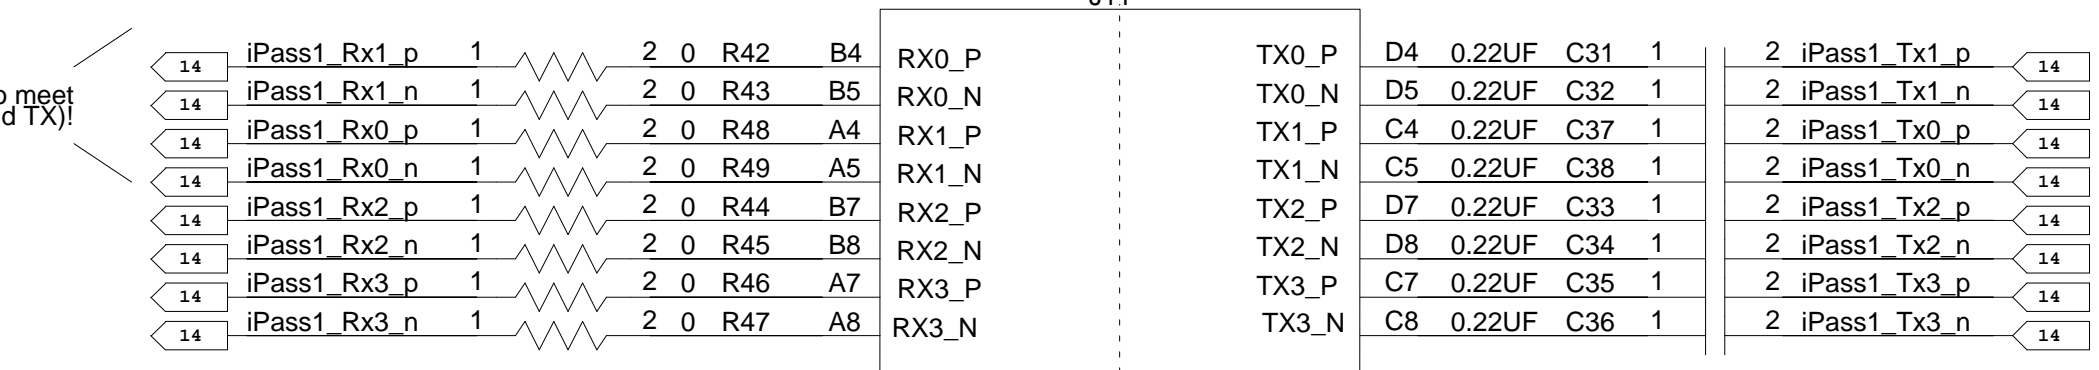 14 iPass1_Rx1_p 1 2 0 R42 B4 RX0_P TX0_P D4 0.22UF C31 1 2 iPass1_Tx1_p 14
14 iPass1_Rx1_n 1 2 0 R43 B5 RX0_N TX0_N D5 0.22UF C32 1 2 iPass1_Tx1_n 14
meet
TX)!
14 iPass1_Rx0_p 1 2 0 R48 A4 RX1_P TX1_P C4 0.22UF C37 1 2 iPass1_Tx0_p 14
14 iPass1_Rx0_n 1 2 0 R49 A5 RX1_N TX1_N C5 0.22UF C38 1 2 iPass1_Tx0_n 14
14 iPass1_Rx2_p 1 2 0 R44 B7 RX2_P TX2_P D7 0.22UF C33 1 2 iPass1_Tx2_p 14
14 iPass1_Rx2_n 1 2 0 R45 B8 RX2_N TX2_N D8 0.22UF C34 1 2 iPass1_Tx2_n 14
14 iPass1_Rx3_p 1 2 0 R46 A7 RX3_P TX3_P C7 0.22UF C35 1 2 iPass1_Tx3_p 14
14 iPass1_Rx3_n 1 2 0 R47 A8 RX3_N TX3_N C8 0.22UF C36 1 2 iPass1_Tx3_n 14